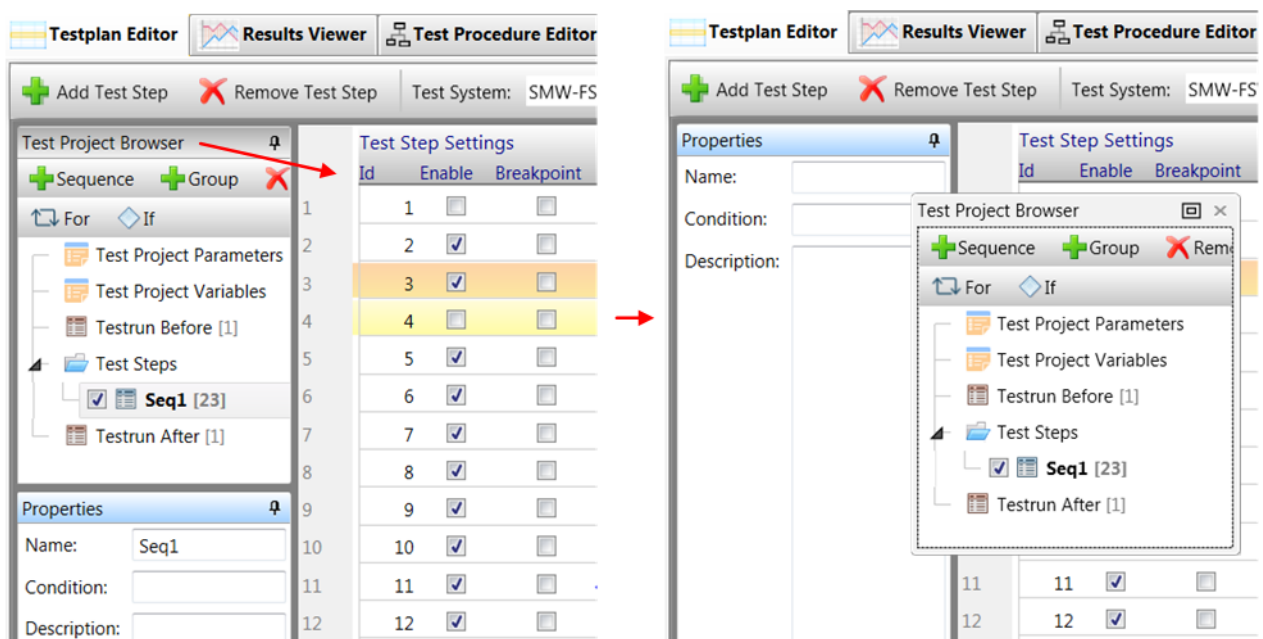 Testplan Editor Results Viewer Test Procedure Editor
Add Test Step Remove Test Step Test System: SMW-FS
Test Project Browser
Sequence Group
For If
Test Project Parameters
Test Project Variables
Testrun Before [1]
Test Steps
Seq1 [23]
Testrun After [1]
Properties
Name: Seq1
Condition:
Description:
Test Step Settings
Id Enable Breakpoint
1 1
2 2
3 3
4 4
5 5
6 6
7 7
8 8
9 9
10 10
11 11
12 12
Testplan Editor Results Viewer Test Procedure Editor
Add Test Step Remove Test Step Test System: SMW-FS
Properties
Name:
Condition:
Description:
Test Step Settings
Id Enable Breakpoint
Test Project Browser
Sequence Group Rem
For If
Test Project Parameters
Test Project Variables
Testrun Before [1]
Test Steps
Seq1 [23]
Testrun After [1]
11 11
12 12